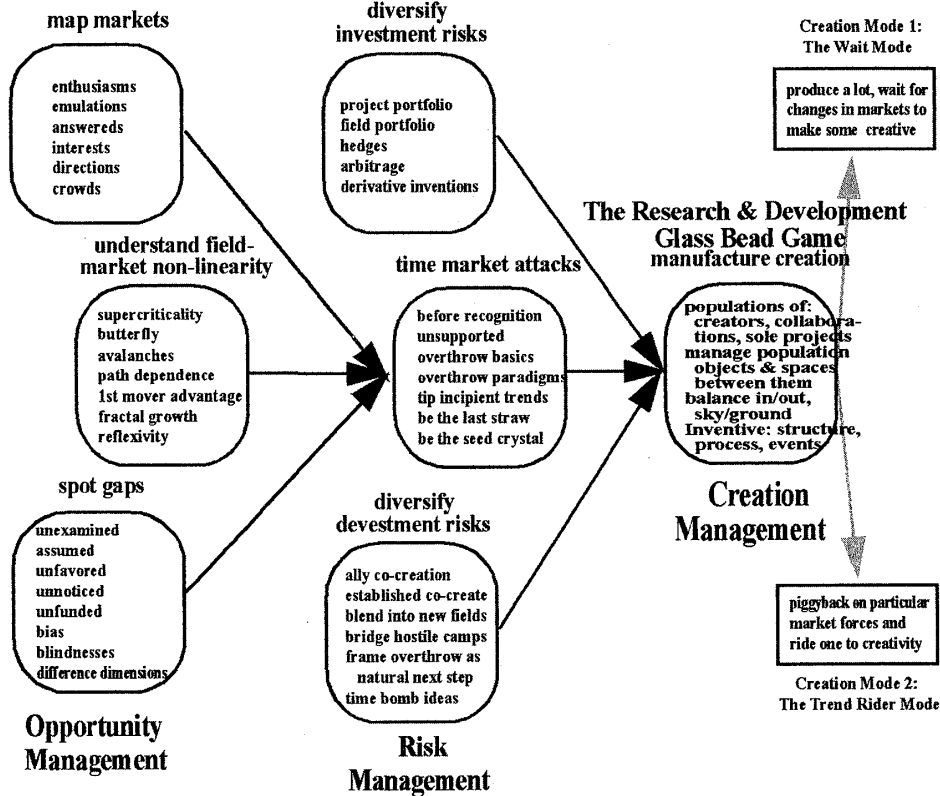 map markets
enthusiasms
emulations
answereds
interests
directions
crowds
understand field-
market non-linearity
supercriticality
butterfly
avalanches
path dependence
1st mover advantage
fractal growth
reflexivity
spot gaps
unexamined
assumed
unfavored
unnoticed
unfunded
bias
blindnesses
difference dimensions
Opportunity
Management
diversify
investment risks
project portfolio
field portfolio
hedges
arbitrage
derivative inventions
time market attacks
before recognition
unsupported
overthrow basics
overthrow paradigms
tip incipient trends
be the last straw
be the seed crystal
diversify
devestment risks
ally co-creation
established co-create
blend into new fields
bridge hostile camps
frame overthrow as
natural next step
time bomb ideas
Risk
Management
The Research & Development
Glass Bead Game
manufacture creation
populations of:
creators, collabora-
tions, sole projects
manage population
objects & spaces
between them
balance in/out,
sky/ground
Inventive: structure,
process, events
Creation
Management
Creation Mode 1:
The Wait Mode
produce a lot, wait for
changes in markets to
make some creative
piggyback on particular
market forces and
ride one to creativity
Creation Mode 2:
The Trend Rider Mode